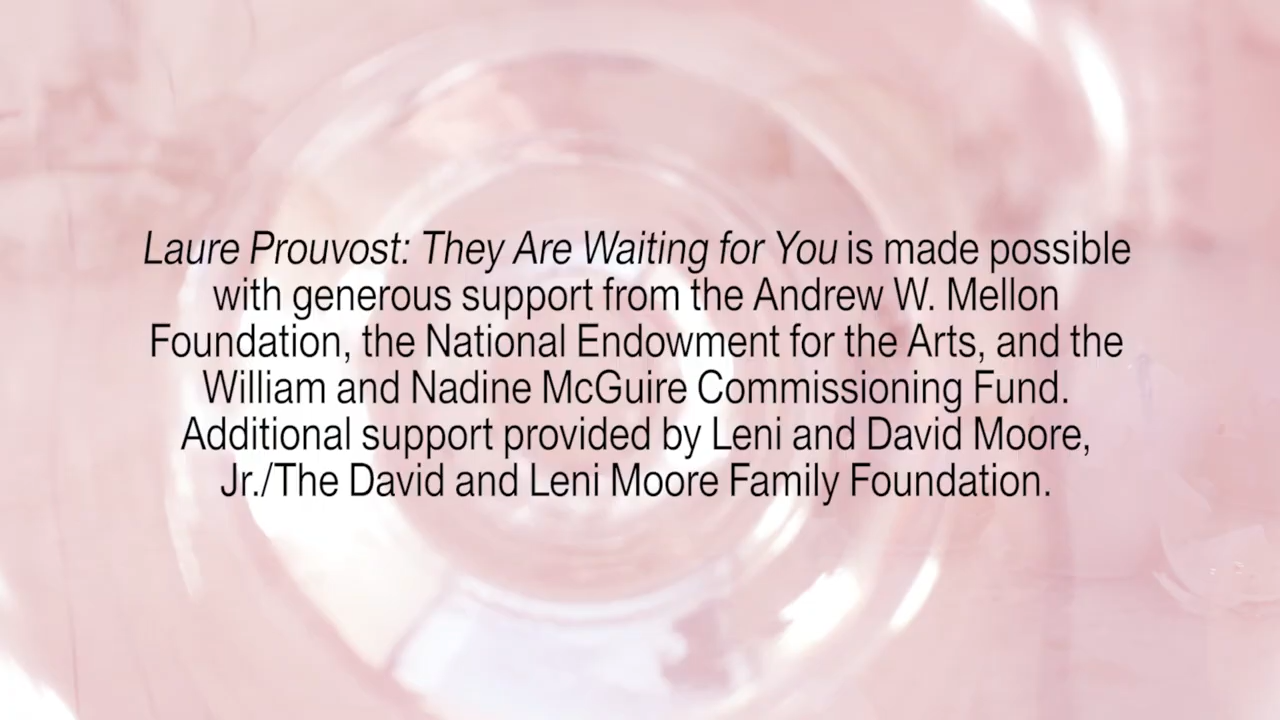 Laure Prouvost: They Are Waiting for You is made possible
with generous support from the Andrew W. Mellon
Foundation, the National Endowment for the Arts, and the
William and Nadine McGuire Commissioning Fund.
Additional support provided by Leni and David Moore,
Jr./The David and Leni Moore Family Foundation.